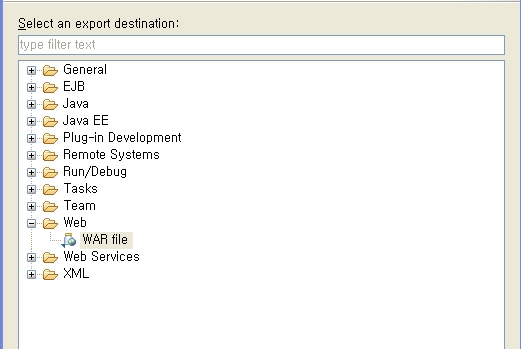 Select an export destination:
type filter text
General
EJB
Java
Java EE
Plug-in Development
Remote Systems
Run/Debug
Tasks
Team
Web
WAR file
Web Services
XML